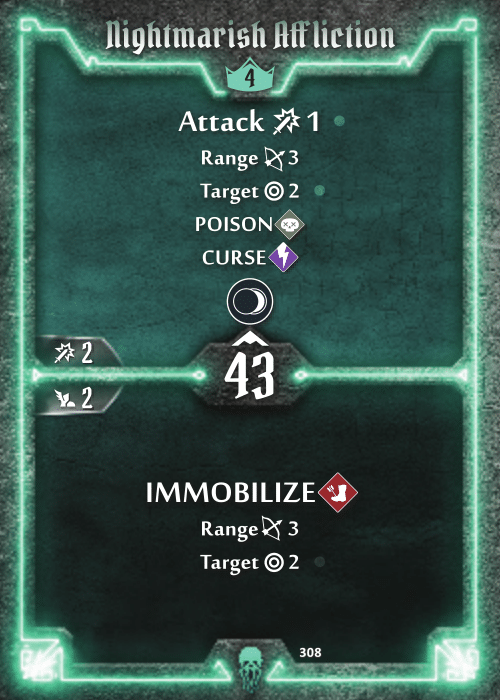 Nightmarish Affliction
4
Attack 1
Range 3
Target 2
POISON
CURSE
2
43
2
IMMOBILIZE
Range 3
Target 2
308